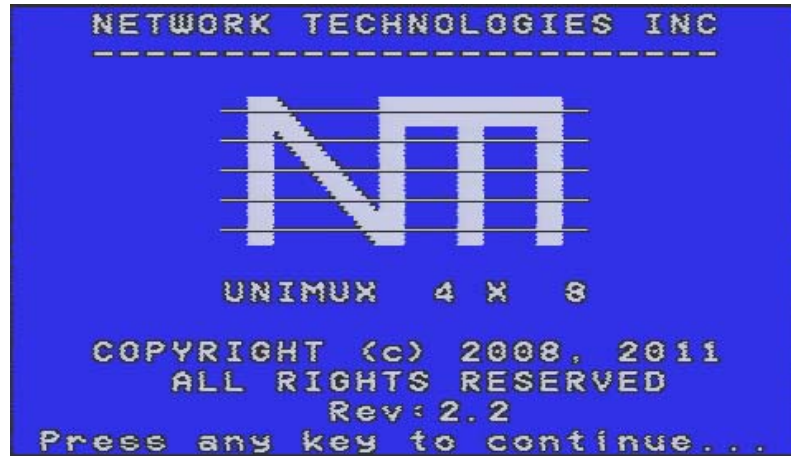 NETWORK TECHNOLOGIES INC
------------------------
NTI
UNIMUX 4 X 8
COPYRIGHT (c) 2008, 2011
ALL RIGHTS RESERVED
Rev:2.2
Press any key to continue...